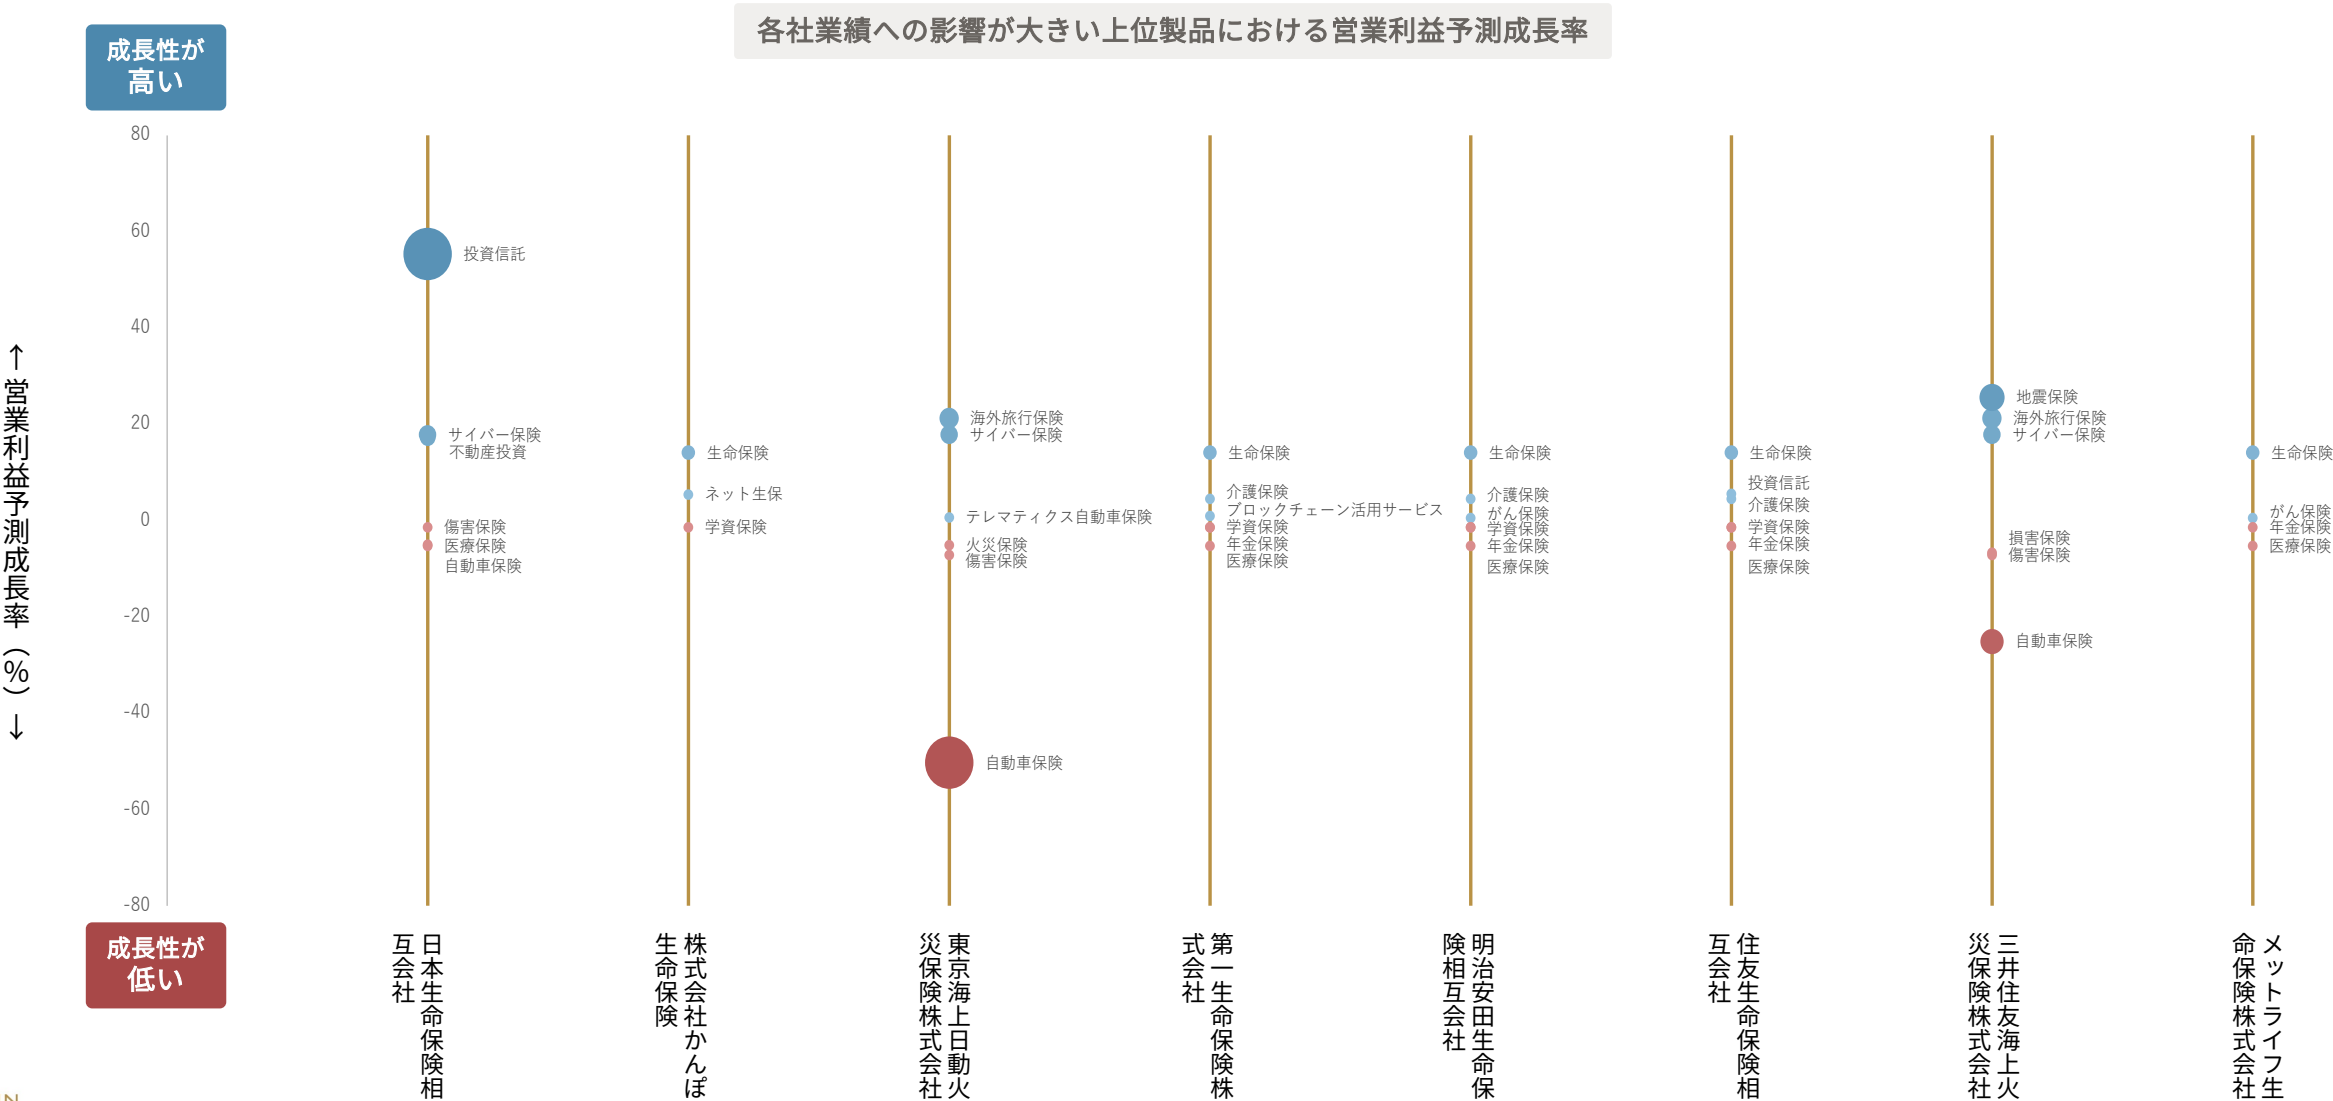 各社業績への影響が大きい上位製品における営業利益予測成長率
成長性が
高い
80
60
40
20
0
-20
-40
-60
-80
↑営業利益予測成長率（%）↓
成長性が
低い
投資信託
サイバー保険
不動産投資
傷害保険
医療保険
自動車保険
生命保険
ネット生保
学資保険
海外旅行保険
サイバー保険
テレマティクス自動車保険
火災保険
傷害保険
自動車保険
生命保険
介護保険
ブロックチェーン活用サービス
学資保険
年金保険
医療保険
生命保険
介護保険
がん保険
学資保険
年金保険
医療保険
生命保険
投資信託
介護保険
学資保険
年金保険
医療保険
地震保険
海外旅行保険
サイバー保険
損害保険
傷害保険
自動車保険
生命保険
がん保険
年金保険
医療保険
日本生命保険相
互会社
株式会社かんぽ
生命保険
東京海上日動火
災保険株式会社
第一生命保険株
式会社
明治安田生命保
険相互会社
住友生命保険相
互会社
三井住友海上火
災保険株式会社
メットライフ生
命保険株式会社